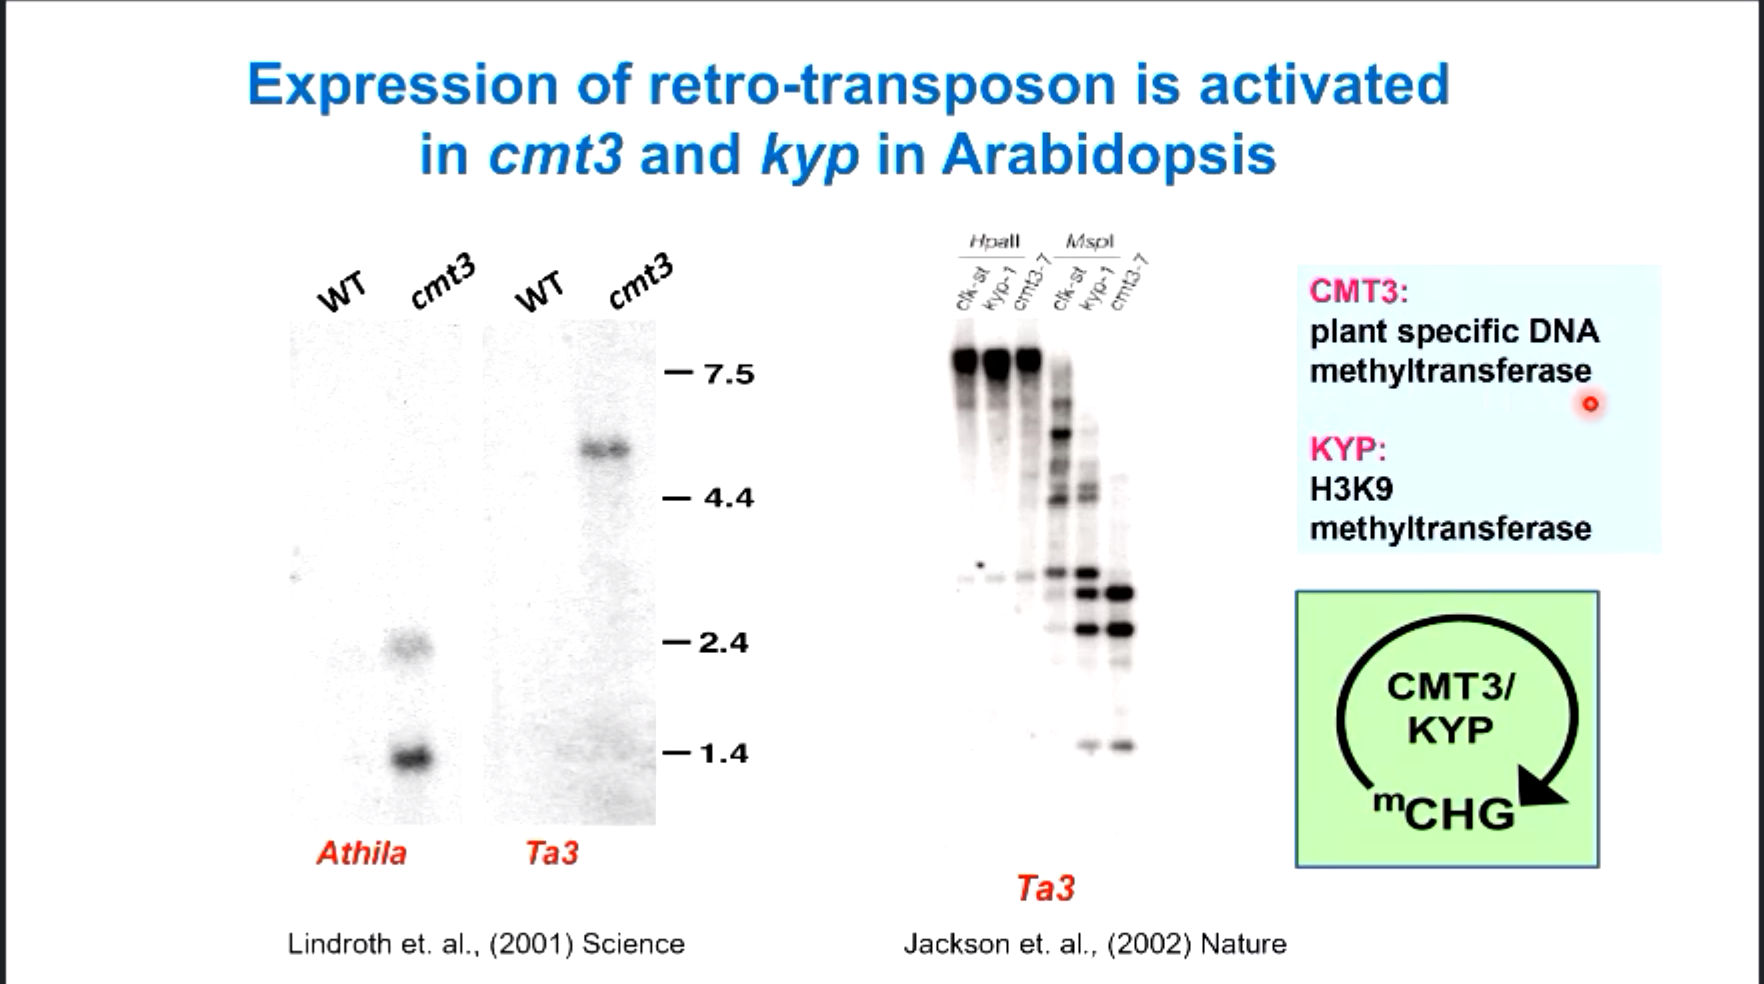 Expression of retro-transposon is activated
in cmt3 and kyp in Arabidopsis
WT cmt3 WT cmt3
7.5
4.4
2.4
1.4
Athila Ta3
Lindroth et. al., (2001) Science
HpaII MspI
clk-st kyp-1 cmt3-7 clk-st kyp-1 cmt3-7
Ta3
Jackson et. al., (2002) Nature
CMT3:
plant specific DNA
methyltransferase
KYP:
H3K9
methyltransferase
CMT3/
KYP
mCHG